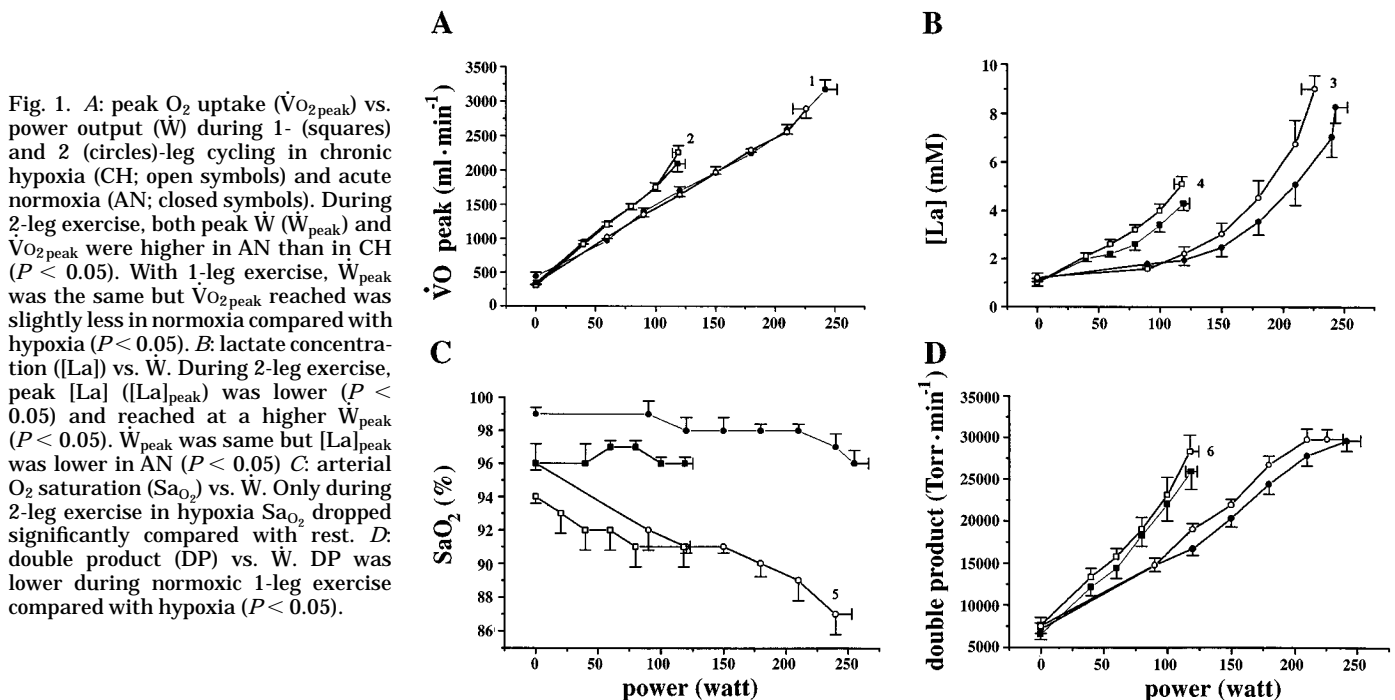 Fig. 1. A: peak O2 uptake (V̇O2peak) vs.
power output (Ẇ) during 1- (squares)
and 2 (circles)-leg cycling in chronic
hypoxia (CH; open symbols) and acute
normoxia (AN; closed symbols). During
2-leg exercise, both peak Ẇ (Ẇpeak) and
V̇O2peak were higher in AN than in CH
(P < 0.05). With 1-leg exercise, Ẇpeak
was the same but V̇O2peak reached was
slightly less in normoxia compared with
hypoxia (P < 0.05). B: lactate concentra-
tion ([La]) vs. Ẇ. During 2-leg exercise,
peak [La] ([La]peak) was lower (P <
0.05) and reached at a higher Ẇpeak
(P < 0.05). Ẇpeak was same but [La]peak
was lower in AN (P < 0.05) C: arterial
O2 saturation (SaO2) vs. Ẇ. Only during
2-leg exercise in hypoxia SaO2 dropped
significantly compared with rest. D:
double product (DP) vs. Ẇ. DP was
lower during normoxic 1-leg exercise
compared with hypoxia (P < 0.05).
A
V̇O peak (ml·min-1)
3500
3000
2500
2000
1500
1000
500
0
0 50 100 150 200 250
1
2
B
[La] (mM)
10
8
6
4
2
0
0 50 100 150 200 250
3
4
C
SaO2 (%)
100
99
98
96
94
92
90
88
86
0 50 100 150 200 250
power (watt)
5
D
double product (Torr·min-1)
35000
30000
25000
20000
15000
10000
5000
0 50 100 150 200 250
power (watt)
6